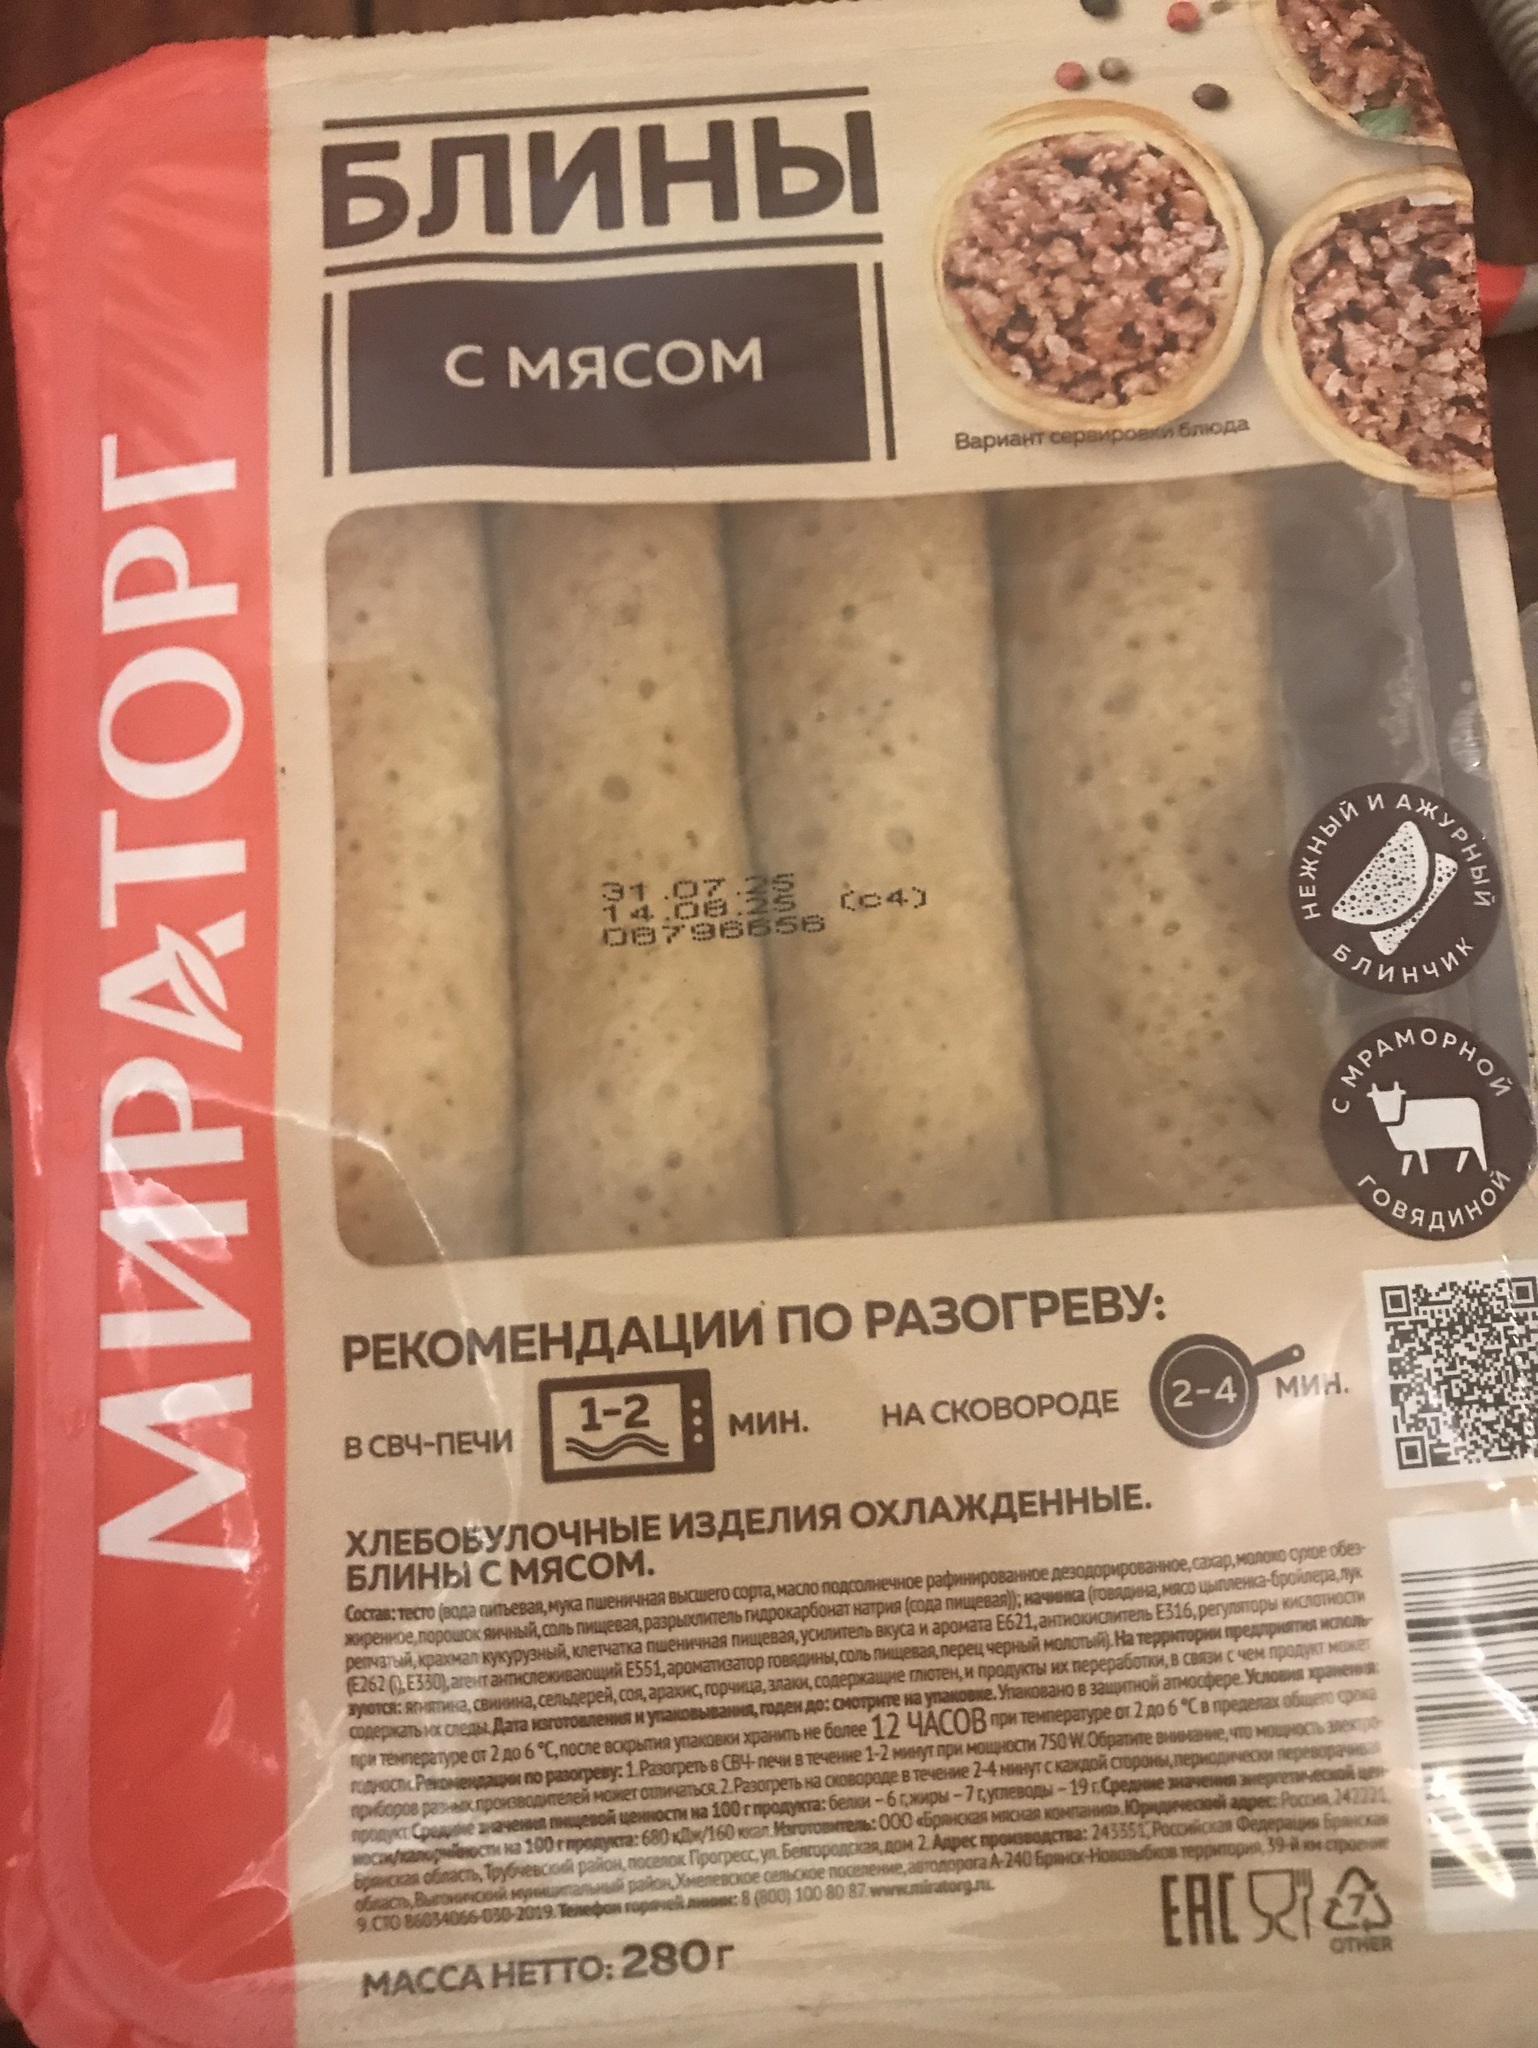 МИРАТОРГ
БЛИНЫ
С МЯСОМ
Вариант сервировки блюда
31.07.25
14.08.25 (c4)
08796656
НЕЖНЫЙ И АЖУРНЫЙ
БЛИНЧИК
С МРАМОРНОЙ
ГОВЯДИНОЙ
РЕКОМЕНДАЦИИ ПО РАЗОГРЕВУ:
В СВЧ-ПЕЧИ 1-2 МИН. НА СКОВОРОДЕ 2-4 МИН.
ХЛЕБОБУЛОЧНЫЕ ИЗДЕЛИЯ ОХЛАЖДЕННЫЕ.
БЛИНЫ С МЯСОМ.
Состав: тесто (вода питьевая, мука пшеничная высшего сорта, масло подсолнечное рафинированное дезодорированное, сахар, молоко сухое обез-
жиренное, порошок яичный, соль пищевая, разрыхлитель гидрокарбонат натрия (сода пищевая)); начинка (говядина, мясо цыпленка-бройлера, лук
репчатый, крахмал кукурузный, клетчатка пшеничная пищевая, усилитель вкуса и аромата Е621, антиокислитель Е316, регуляторы кислотности
(Е262 (i), Е330), агент антислеживающий Е551, ароматизатор говядины, соль пищевая, перец черный молотый). На территории предприятия исполь-
зуются: ягнятина, свинина, сельдерей, соя, арахис, горчица, злаки, содержащие глютен, и продукты их переработки, в связи с чем продукт может
содержать их следы. Дата изготовления и упаковывания, годен до: смотрите на упаковке. Упаковано в защитной атмосфере. Условия хранения:
при температуре от 2 до 6 °С, после вскрытия упаковки хранить не более 12 ЧАСОВ при температуре от 2 до 6 °С в пределах общего срока
годности. Рекомендации по разогреву: 1. Разогреть в СВЧ- печи в течение 1-2 минут при мощности 750 W. Обратите внимание, что мощность электро-
приборов разных производителей может отличаться. 2. Разогреть на сковороде в течение 2-4 минут с каждой стороны, периодически переворачивая
продукт. Средние значения пищевой ценности на 100 г продукта: белки – 6 г, жиры – 7 г, углеводы – 19 г. Средние значения энергетической цен-
ности/калорийности на 100 г продукта: 680 кДж/160 ккал. Изготовитель: ООО «Брянская мясная компания». Юридический адрес: Россия, 242221,
Брянская область, Трубчевский район, поселок Прогресс, ул. Белгородская, дом 2. Адрес производства: 243351, Российская Федерация Брянская
область, Выгоничский муниципальный район, Хмелевское сельское поселение, автодорога А-240 Брянск-Новозыбков территория, 39-й км строение
9. СТО 86034066-030-2019. Телефон горячей линии: 8 (800) 100 80 87. www.miratorg.ru.
МАССА НЕТТО: 280 г
EAC
7
OTHER